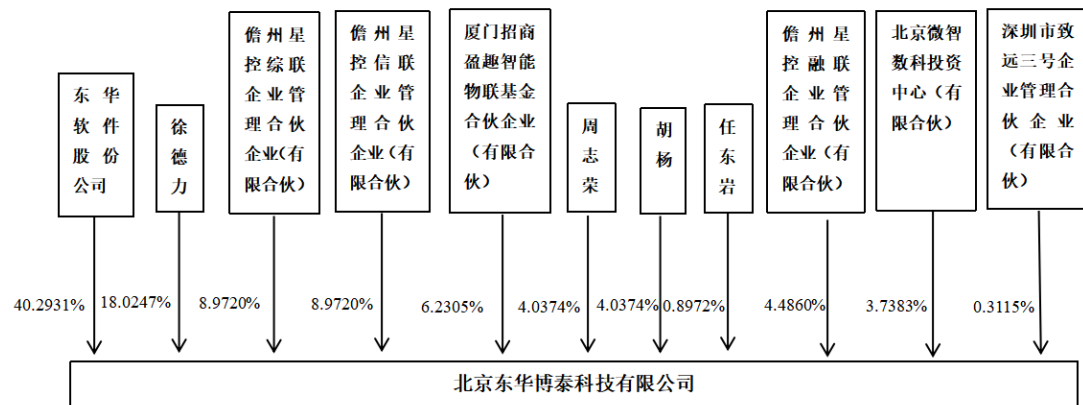 东华
软件
股份
公司
徐
德
力
儋州星
控综联
企业管
理合伙
企业(有
限合伙)
儋州星
控信联
企业管
理合伙
企业(有
限合伙)
厦门招商
盈趣智能
物联基金
合伙企业
(有限合
伙)
周
志
荣
胡
杨
任
东
岩
儋州星
控融联
企业管
理合伙
企业(有
限合伙)
北京微智
数科投资
中心(有
限合伙)
深圳市致
远三号企
业管理合
伙企业
(有限合
伙)
40.2931%
18.0247%
8.9720%
8.9720%
6.2305%
4.0374%
4.0374%
0.8972%
4.4860%
3.7383%
0.3115%
北京东华博泰科技有限公司